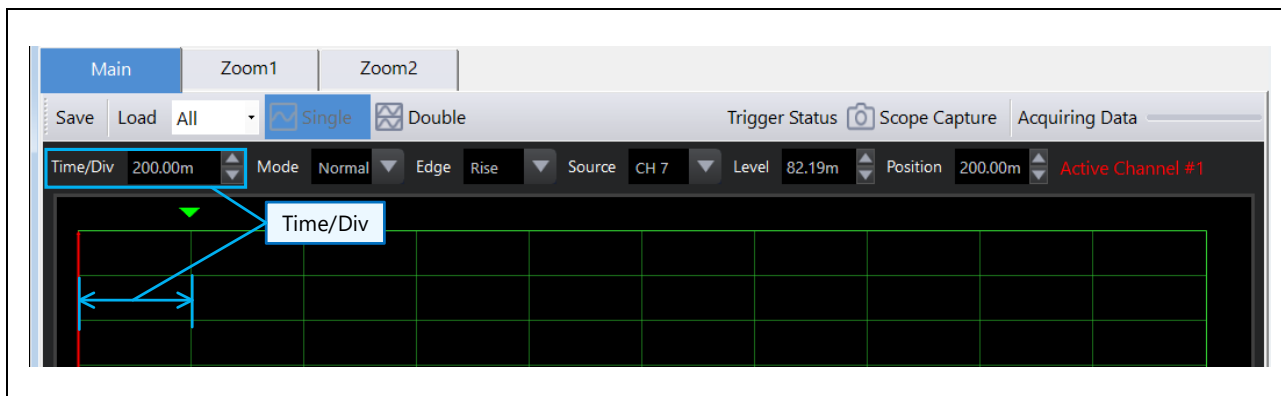 Main Zoom1 Zoom2
Save Load All Single Double Trigger Status Scope Capture Acquiring Data
Time/Div 200.00m Mode Normal Edge Rise Source CH 7 Level 82.19m Position 200.00m Active Channel #1
Time/Div